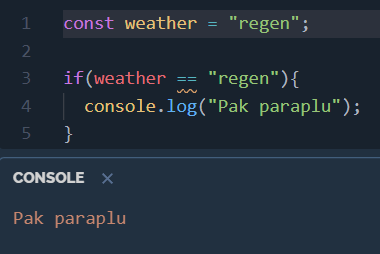 1 const weather = "regen";
2
3 if(weather == "regen"){
4 console.log("Pak paraplu");
5 }
CONSOLE ×
Pak paraplu